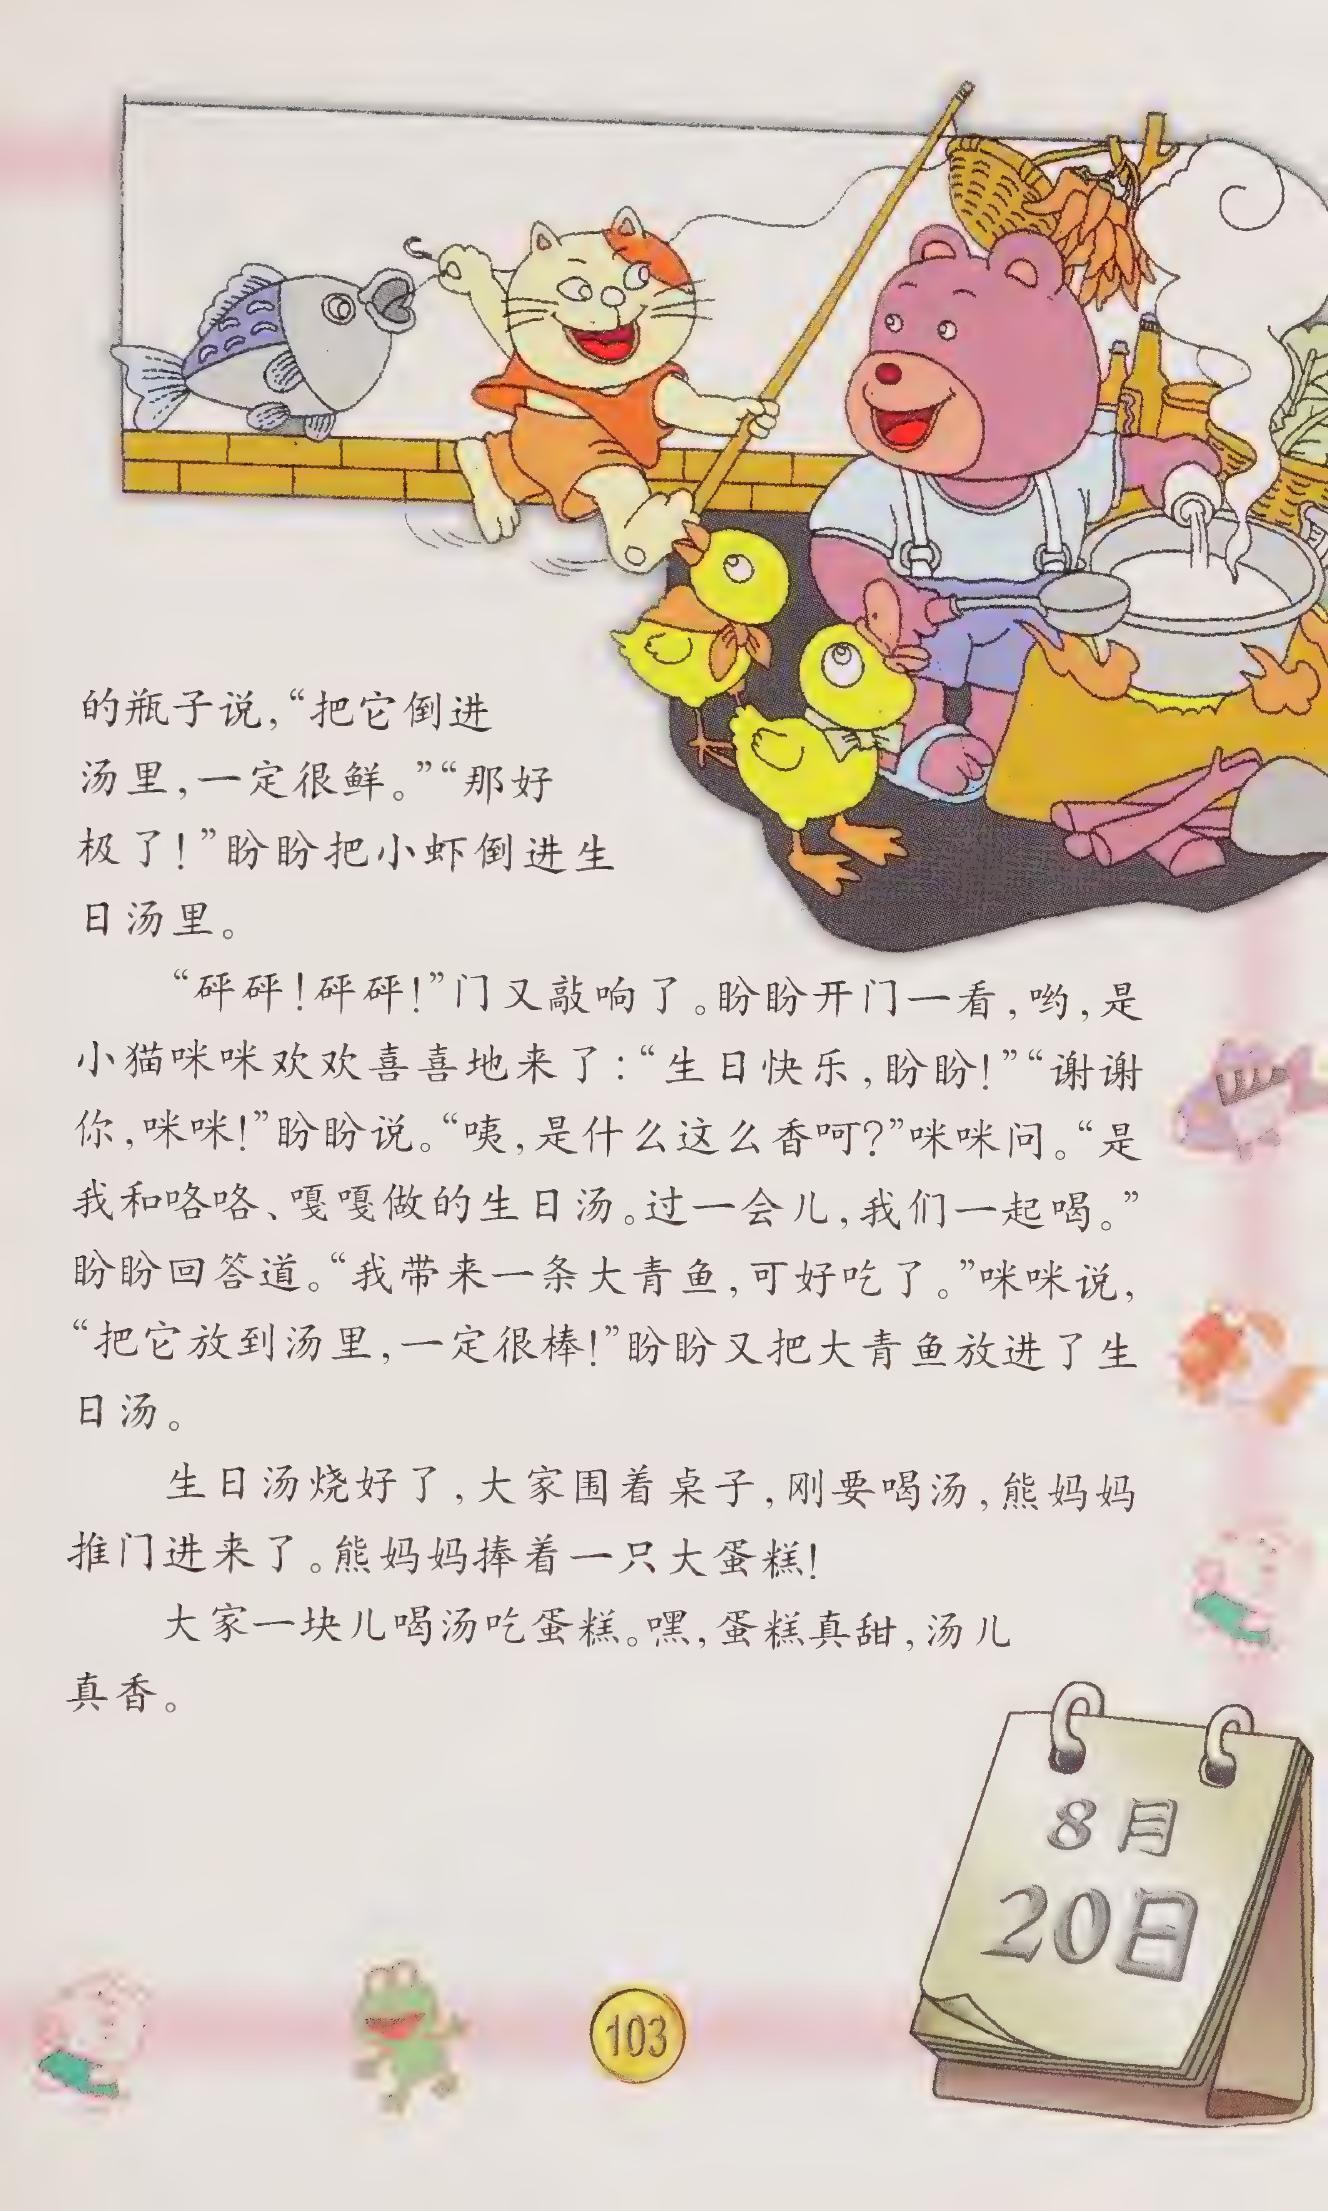 的瓶子说，“把它倒进
汤里，一定很鲜。”“那好
极了！”盼盼把小虾倒进生
日汤里。
“砰砰！砰砰！”门又敲响了。盼盼开门一看，哟，是
小猫咪咪欢欢喜喜地来了：“生日快乐，盼盼！”“谢谢
你，咪咪！”盼盼说。“咦，是什么这么香呵？”咪咪问。“是
我和咯咯、嘎嘎做的生日汤。过一会儿，我们一起喝。”
盼盼回答道。“我带来一条大青鱼，可好吃了。”咪咪说，
“把它放到汤里，一定很棒！”盼盼又把大青鱼放进了生
日汤。
生日汤烧好了，大家围着桌子，刚要喝汤，熊妈妈
推门进来了。熊妈妈捧着一只大蛋糕！
大家一块儿喝汤吃蛋糕。嘿，蛋糕真甜，汤儿
真香。
8月
20日
103